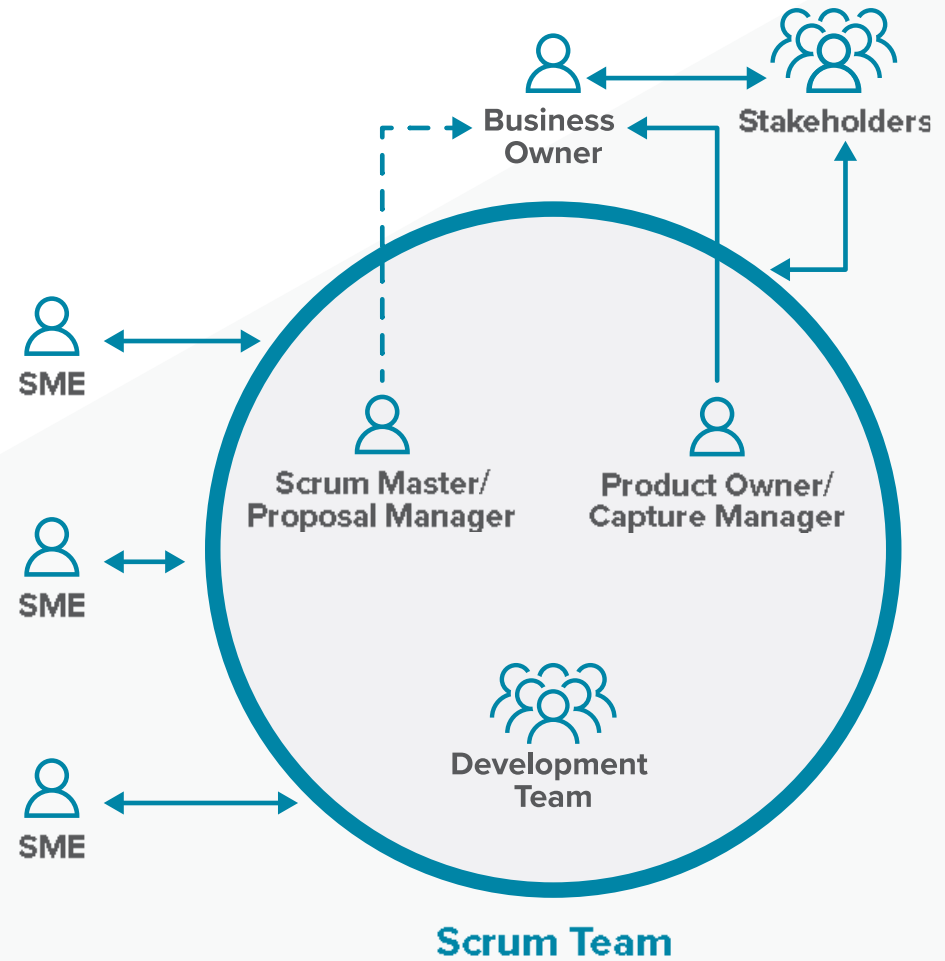 Business
Owner
Stakeholders
SME
Scrum Master/
Proposal Manager
Product Owner/
Capture Manager
SME
Development
Team
SME
Scrum Team